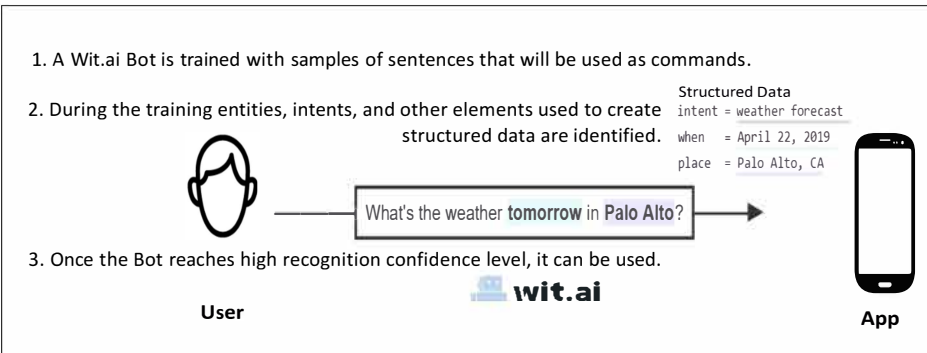 1. A Wit.ai Bot is trained with samples of sentences that will be used as commands.
2. During the training entities, intents, and other elements used to create
structured data are identified.
Structured Data
intent = weather forecast
when = April 22, 2019
place = Palo Alto, CA
What's the weather tomorrow in Palo Alto?
3. Once the Bot reaches high recognition confidence level, it can be used.
wit.ai
User
App